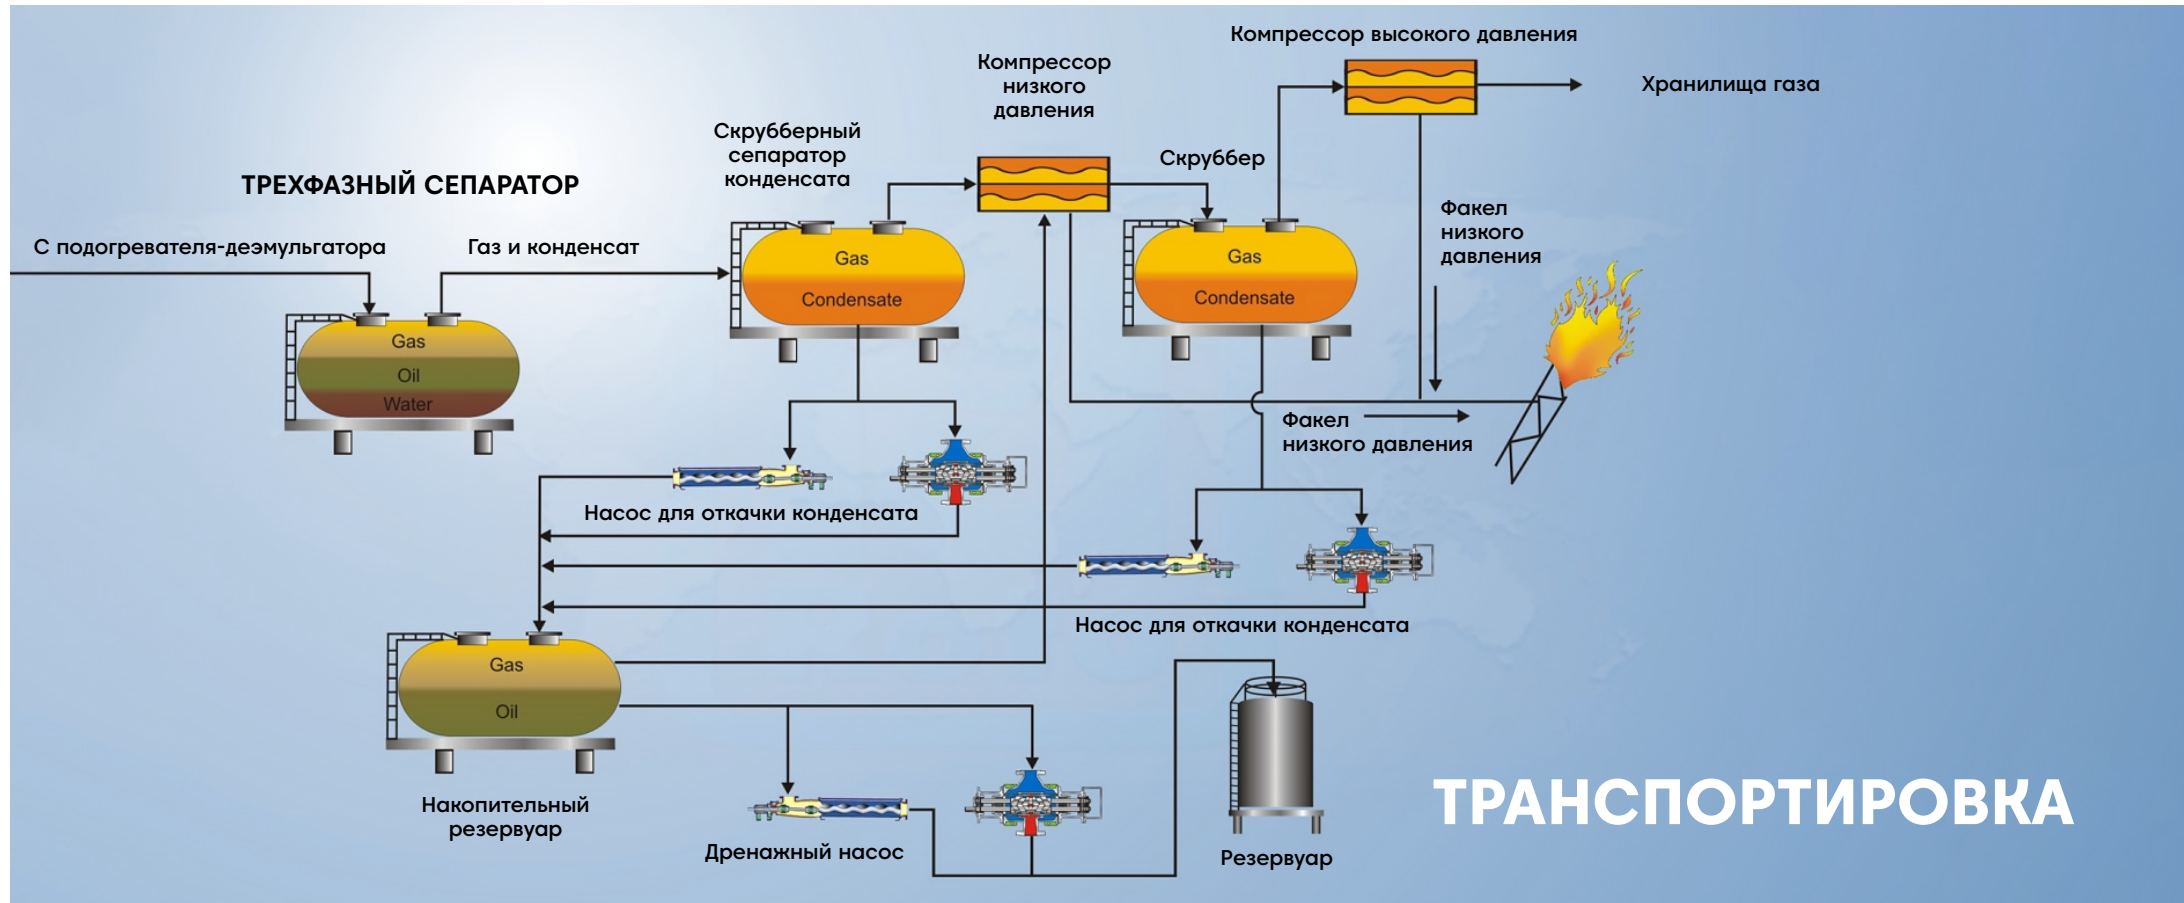 Компрессор высокого давления
Компрессор
низкого
давления
Хранилища газа
Скрубберный
сепаратор
конденсата
Скруббер
ТРЕХФАЗНЫЙ СЕПАРАТОР
Факел
низкого
давления
С подогревателя-деэмульгатора
Газ и конденсат
Gas
Condensate
Gas
Condensate
Gas
Oil
Water
Факел
низкого давления
Насос для откачки конденсата
Насос для откачки конденсата
Gas
Oil
Накопительный
резервуар
Дренажный насос
Резервуар
ТРАНСПОРТИРОВКА